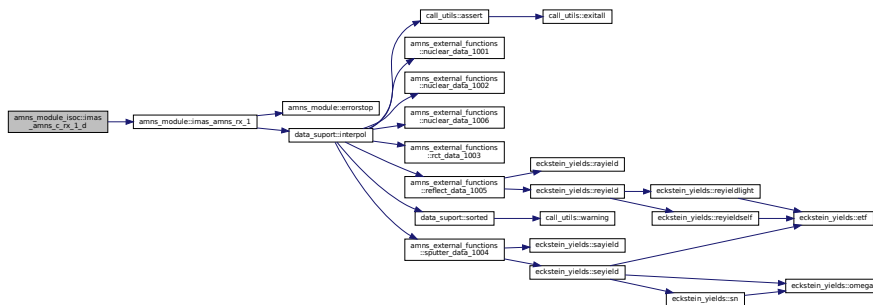 amns_module_isoc::imas
_amns_c_rx_1_d
amns_module::imas_amns_rx_1
amns_module::errorstop
data_suport::interpol
call_utils::assert
call_utils::exitall
amns_external_functions
::nuclear_data_1001
amns_external_functions
::nuclear_data_1002
amns_external_functions
::nuclear_data_1006
amns_external_functions
::rct_data_1003
amns_external_functions
::reflect_data_1005
data_support::sorted
amns_external_functions
::sputter_data_1004
eckstein_yields::rayield
eckstein_yields::reyield
call_utils::warning
eckstein_yields::sayield
eckstein_yields::seyield
eckstein_yields::reyieldlight
eckstein_yields::reyieldself
eckstein_yields::sn
eckstein_yields::etf
eckstein_yields::omega